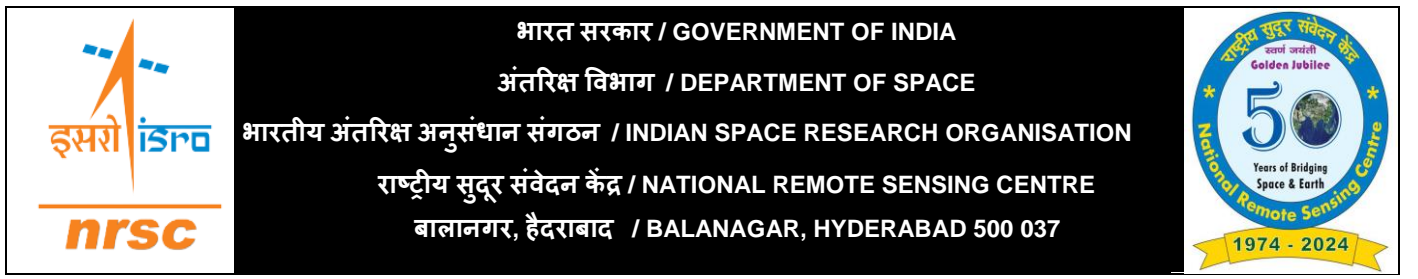 इसरो isro
nrsc
भारत सरकार / GOVERNMENT OF INDIA
अंतरिक्ष विभाग / DEPARTMENT OF SPACE
भारतीय अंतरिक्ष अनुसंधान संगठन / INDIAN SPACE RESEARCH ORGANISATION
राष्ट्रीय सुदूर संवेदन केंद्र / NATIONAL REMOTE SENSING CENTRE
बालानगर, हैदराबाद / BALANAGAR, HYDERABAD 500 037
राष्ट्रीय सुदूर संवेदन केंद्र
स्वर्ण जयंती
Golden Jubilee
50
Years of Bridging
Space & Earth
National Remote Sensing Centre
1974 - 2024